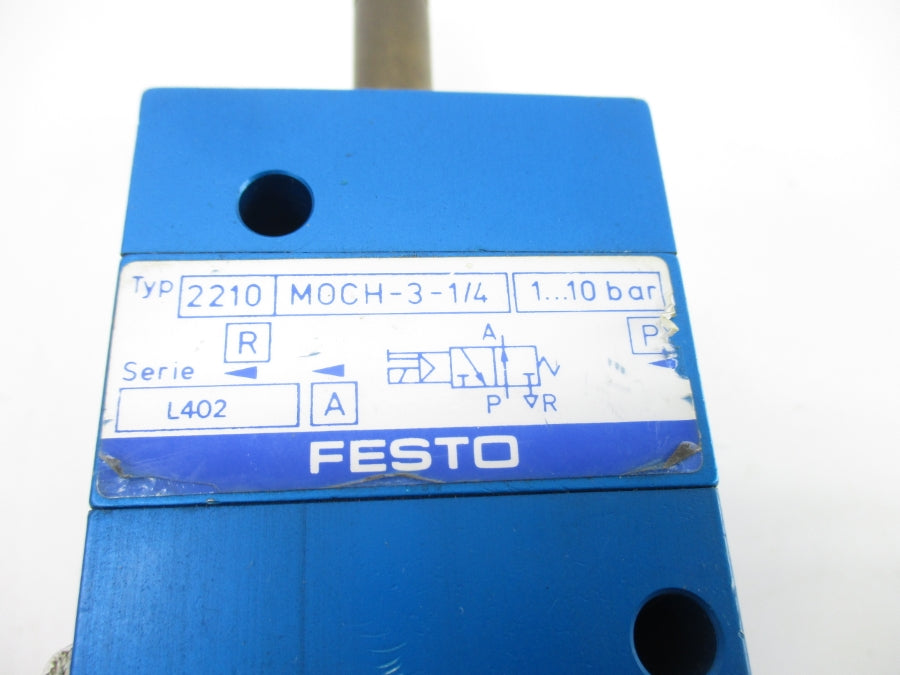 Typ 2210 MOCH-3-1/4 1...10 bar
R A P
Serie
L402 A P R
FESTO